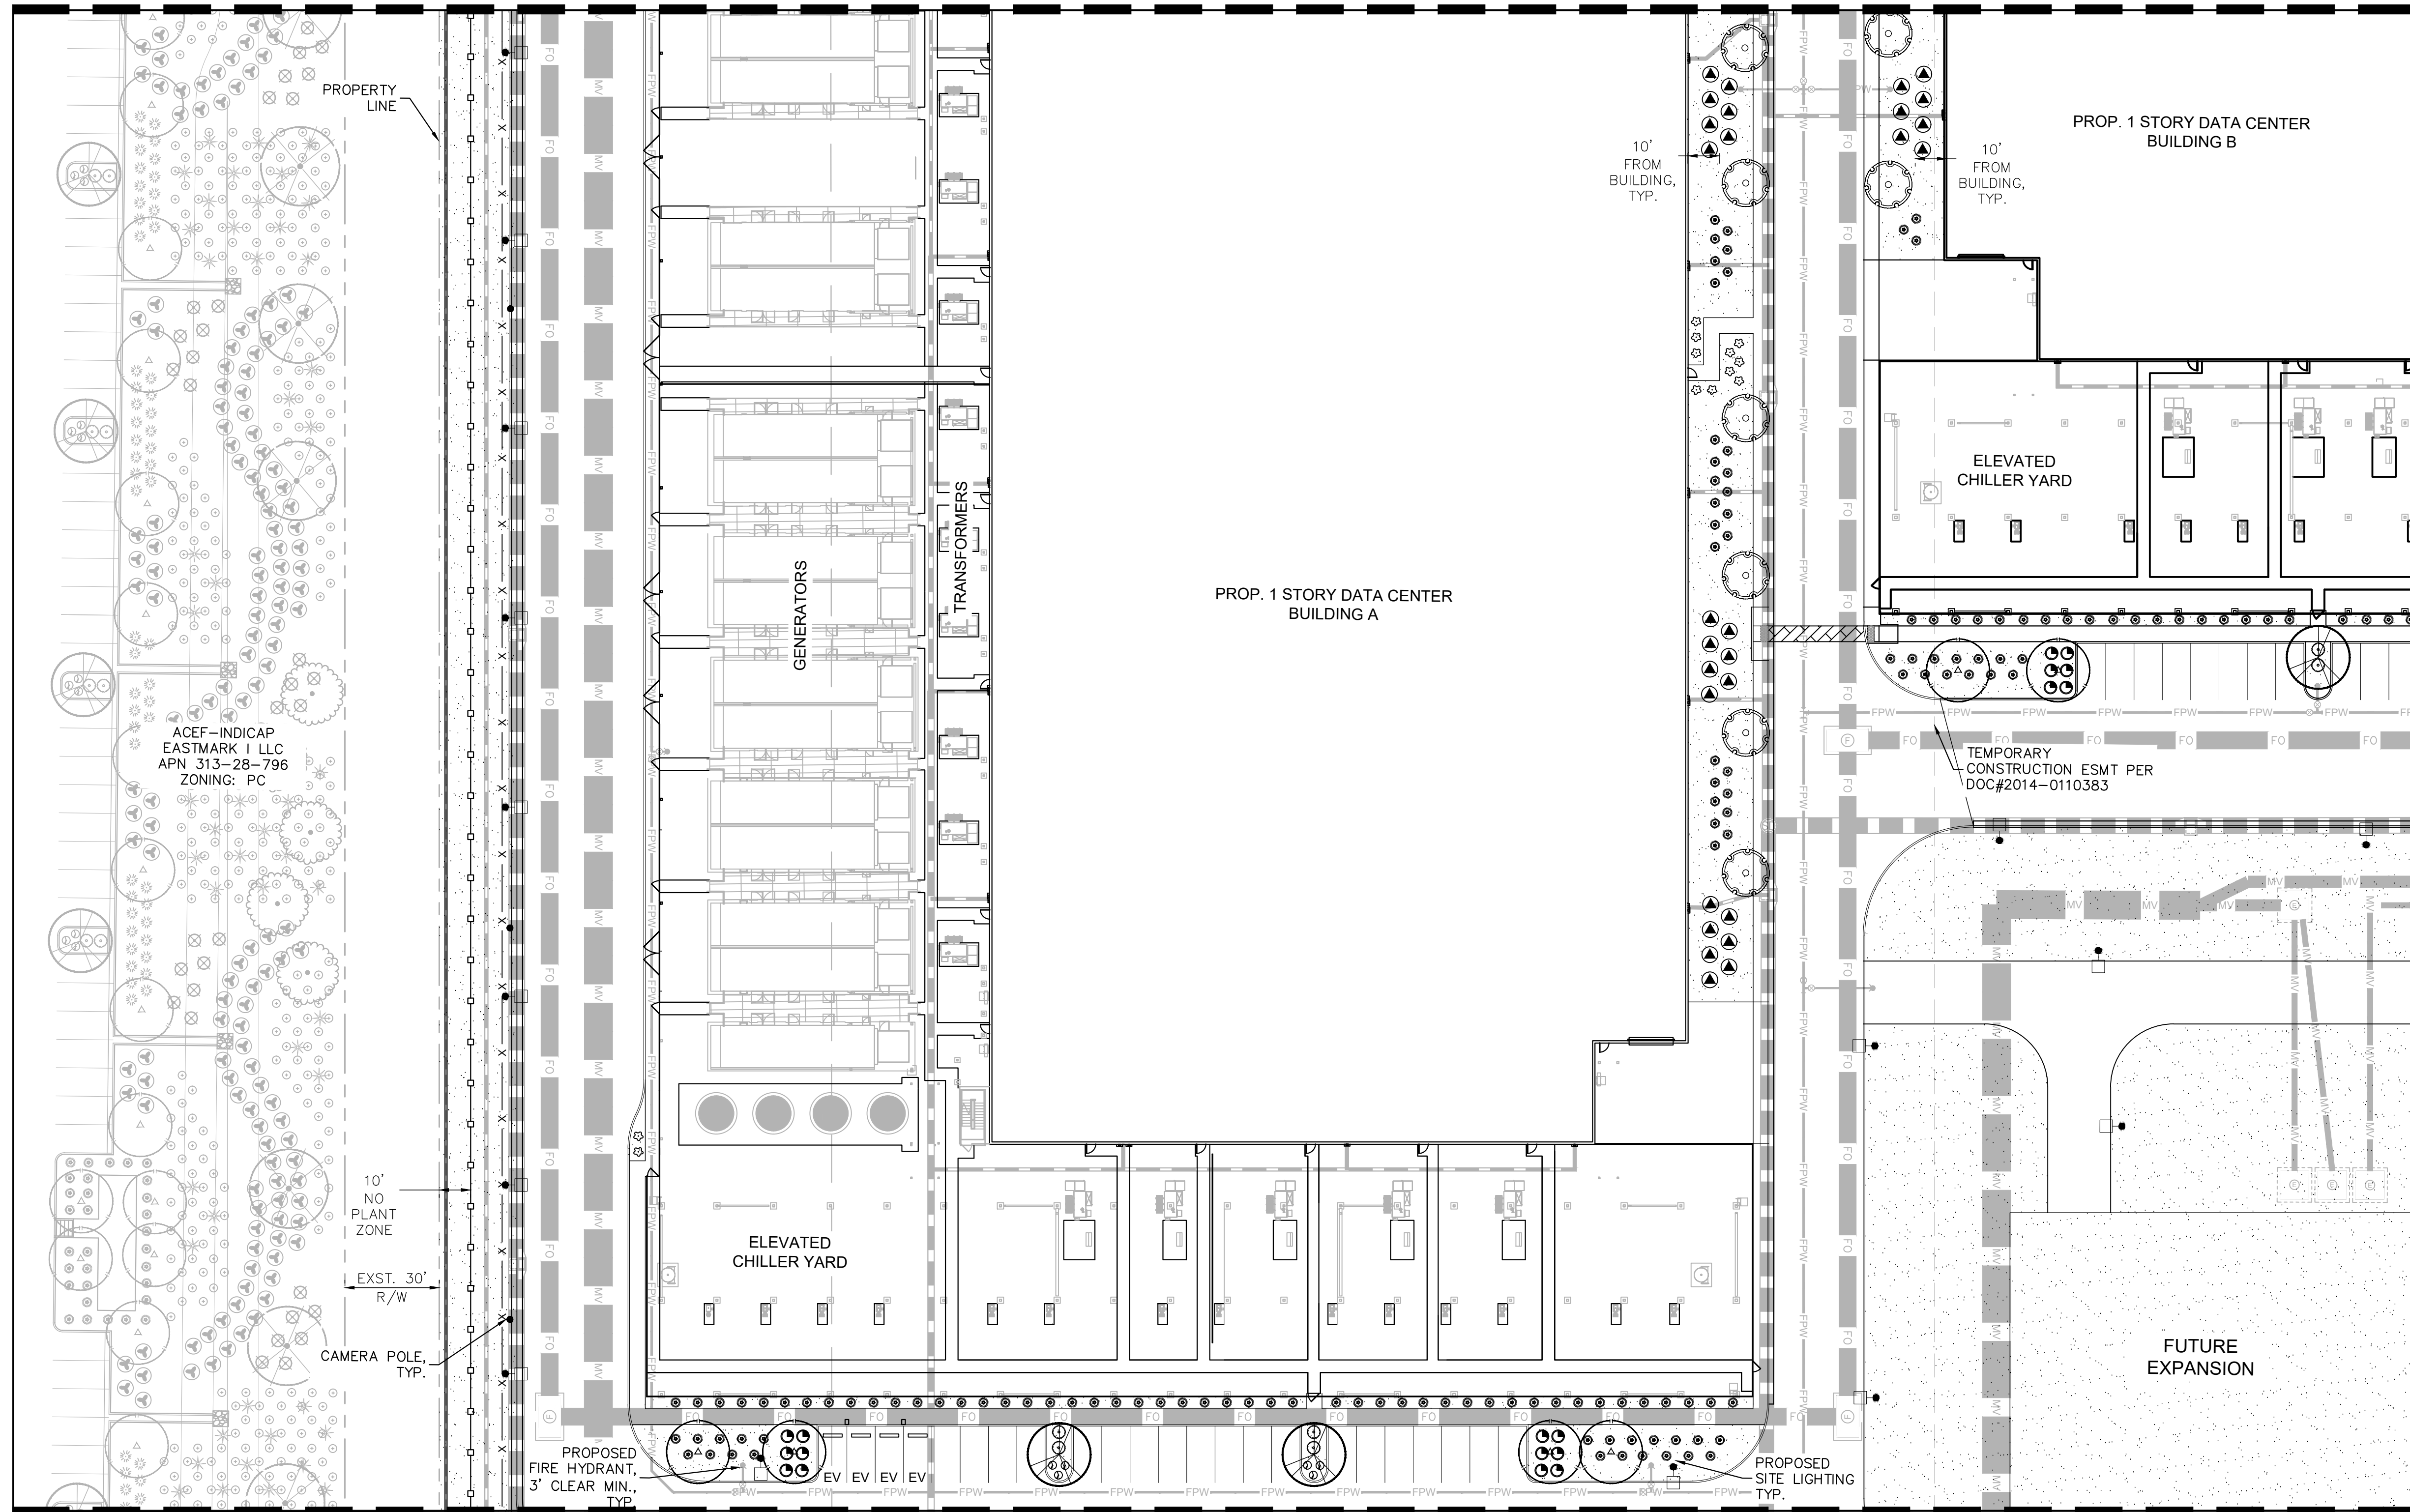 PROPERTY
LINE
PROP. 1 STORY DATA CENTER
BUILDING B
10'
FROM
BUILDING,
TYP.
10'
FROM
BUILDING,
TYP.
ELEVATED
CHILLER YARD
TRANSFORMERS
GENERATORS
PROP. 1 STORY DATA CENTER
BUILDING A
ACEF-INDICAP
EASTMARK I LLC
APN 313-28-796
ZONING: PC
TEMPORARY
CONSTRUCTION ESMT PER
DOC#2014-0110383
10'
NO
PLANT
ZONE
ELEVATED
CHILLER YARD
EXST. 30'
R/W
CAMERA POLE,
TYP.
FUTURE
EXPANSION
PROPOSED
FIRE HYDRANT,
3' CLEAR MIN.,
TYP.
EV EV EV EV
PROPOSED
SITE LIGHTING
TYP.
FO
MV
FPW